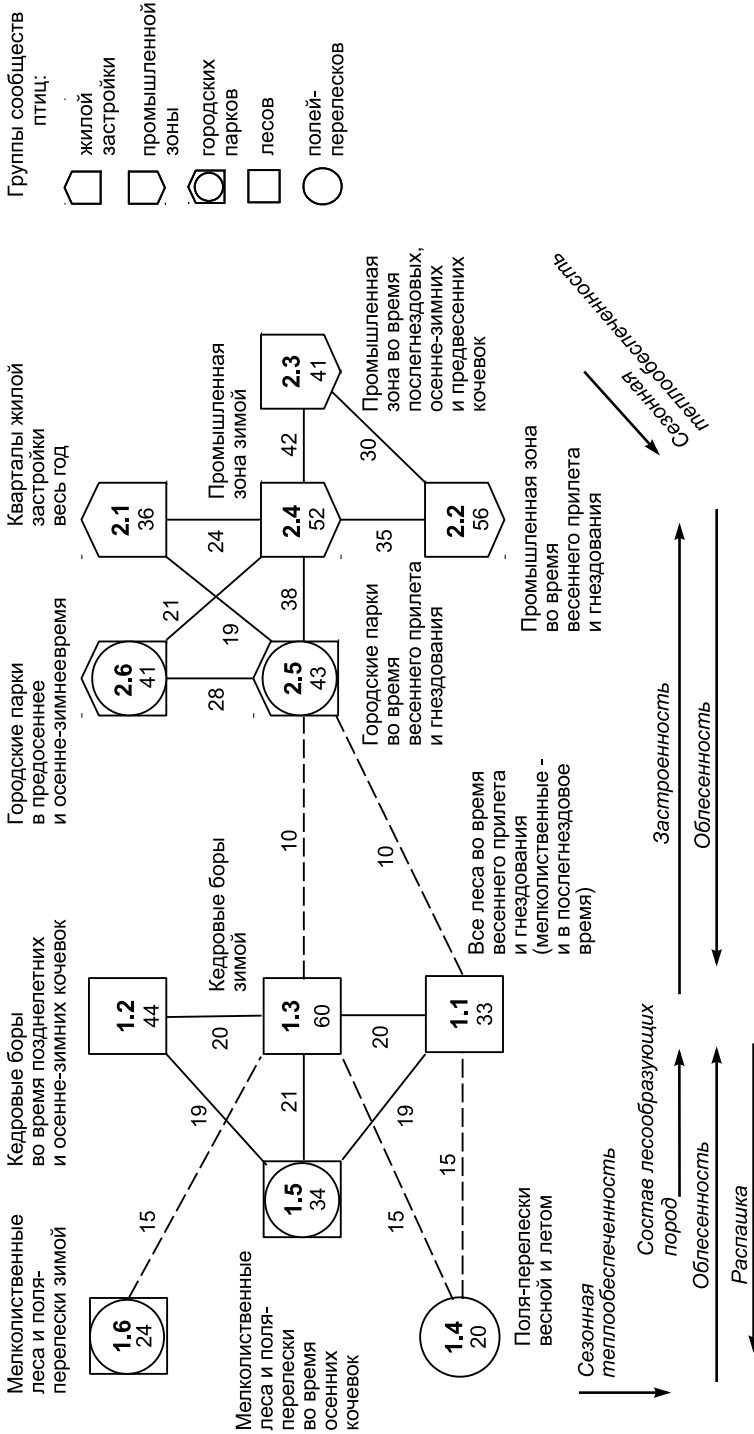 Мелколиственные
леса и поля-
перелески зимой
Кедровые боры
во время позднелетних
и осенне-зимних кочевок
Городские парки
в предосеннее
и осенне-зимнеевремя
Кварталы жилой
застройки
весь год
Группы сообществ
птиц:
жилой
застройки
промышленной
зоны
городских
парков
лесов
полей-
перелесков
1.6
24
1.2
44
2.6
41
2.1
36
15
19
20
Кедровые боры
зимой
28
21
19
24
Промышленная
зона зимой
Мелколиственные
леса и поля-
перелески
во время
осенних
кочевок
1.5
34
21
1.3
60
10
2.5
43
38
2.4
52
42
2.3
41
15
19
20
10
Городские парки
во время
весеннего прилета
и гнездования
35
30
Промышленная
зона во время
послегнездовых,
осенне-зимних
и предвесенних
кочевок
1.4
20
15
1.1
33
Все леса во время
весеннего прилета
и гнездования
(мелколиственные -
и в послегнездовое
время)
2.2
56
Поля-перелески
весной и летом
Промышленная зона
во время
весеннего прилета
и гнездования
Сезонная
теплообеспеченность
Сезонная
теплообеспеченность
Состав лесообразующих
пород
Застроенность
Облесенность
Облесенность
Распашка